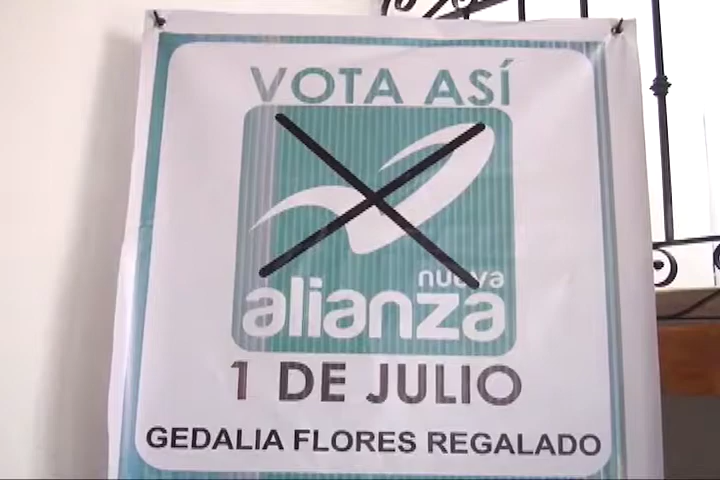 VOTA ASÍ
nueva
alianza
1 DE JULIO
GEDALIA FLORES REGALADO